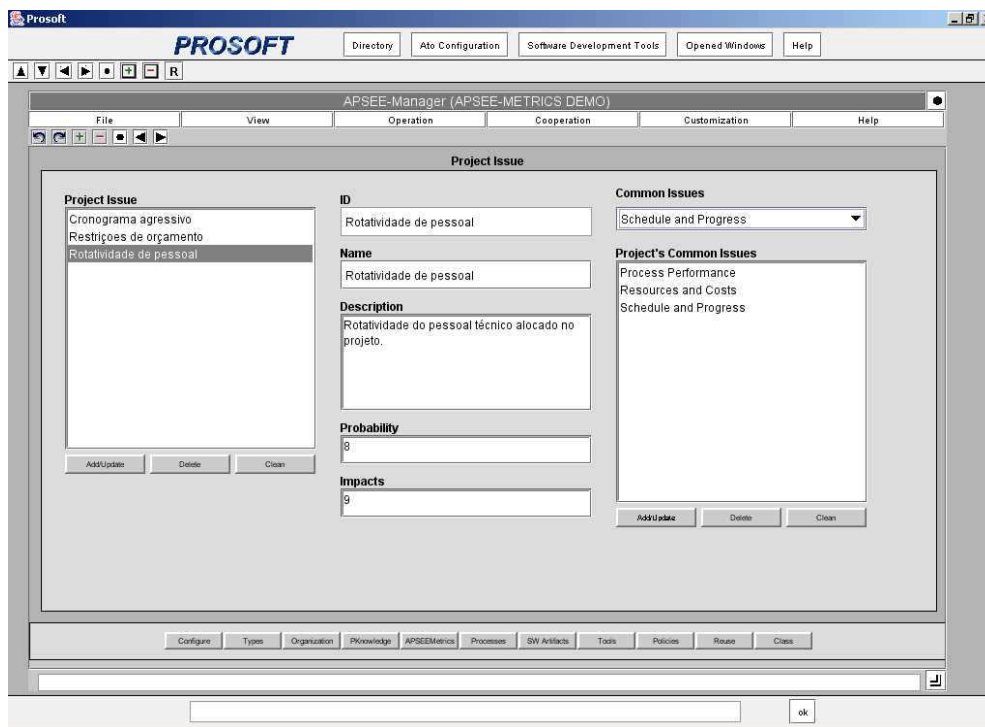 Prosoft
PROSOFT
Directory
Ato Configuration
Software Development Tools
Opened Windows
Help
R
APSEE-Manager (APSEE-METRICS DEMO)
File
View
Operation
Cooperation
Customization
Help
Project Issue
Project Issue
Cronograma agressivo
Restriçoes de orçamento
Rotatividade de pessoal
Add/Update
Delete
Clean
ID
Rotatividade de pessoal
Name
Rotatividade de pessoal
Description
Rotatividade do pessoal técnico alocado no
projeto.
Probability
8
Impacts
9
Common Issues
Schedule and Progress
Project's Common Issues
Process Performance
Resources and Costs
Schedule and Progress
Add/Update
Delete
Clean
Configure
Types
Organization
PKnowledge
APSEEMetrics
Processes
SW Artifacts
Tools
Policies
Reuse
Class
ok